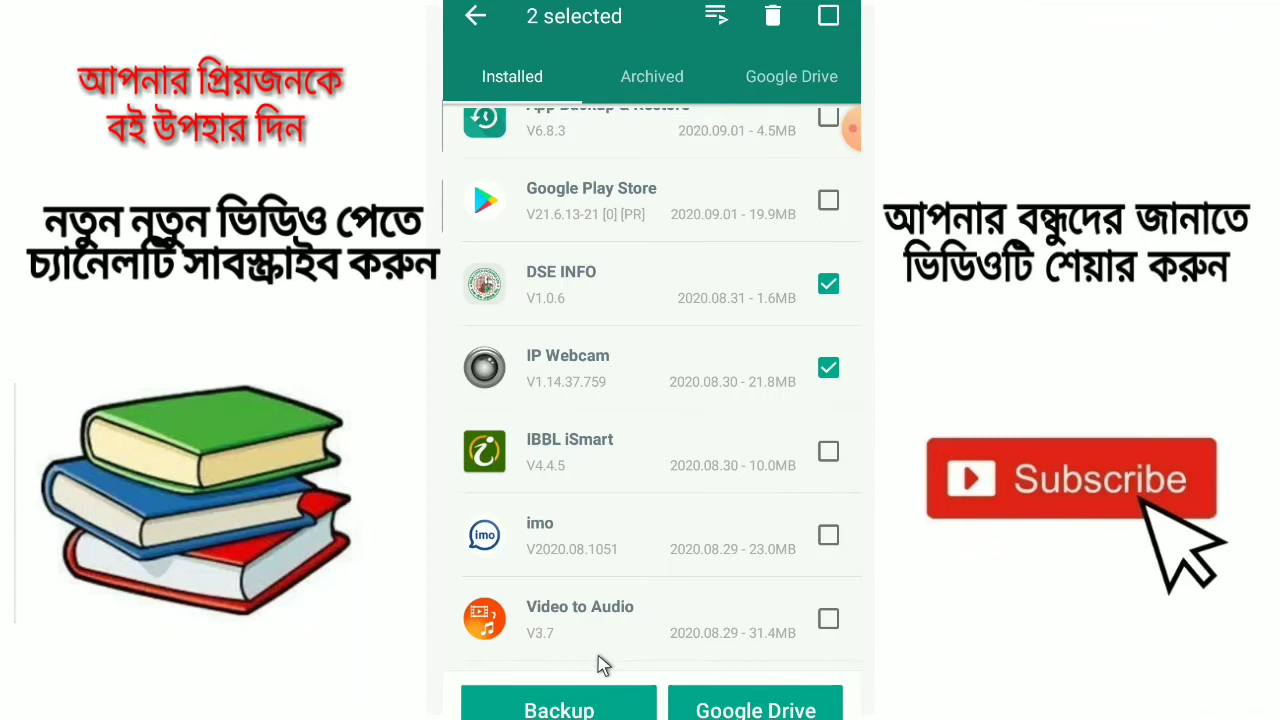 আপনার প্রিয়জনকে
বই উপহার দিন
নতুন নতুন ভিডিও পেতে
চ্যানেলটি সাবস্ক্রাইব করুন
2 selected
Installed
Archived
Google Drive
App Backup & Restore
V6.8.3
2020.09.01 - 4.5MB
Google Play Store
V21.6.13-21 [0] [PR]
2020.09.01 - 19.9MB
DSE INFO
V1.0.6
2020.08.31 - 1.6MB
IP Webcam
V1.14.37.759
2020.08.30 - 21.8MB
IBBL iSmart
V4.4.5
2020.08.30 - 10.0MB
imo
imo
V2020.08.1051
2020.08.29 - 23.0MB
Video to Audio
V3.7
2020.08.29 - 31.4MB
Backup
Google Drive
আপনার বন্ধুদের জানাতে
ভিডিওটি শেয়ার করুন
Subscribe